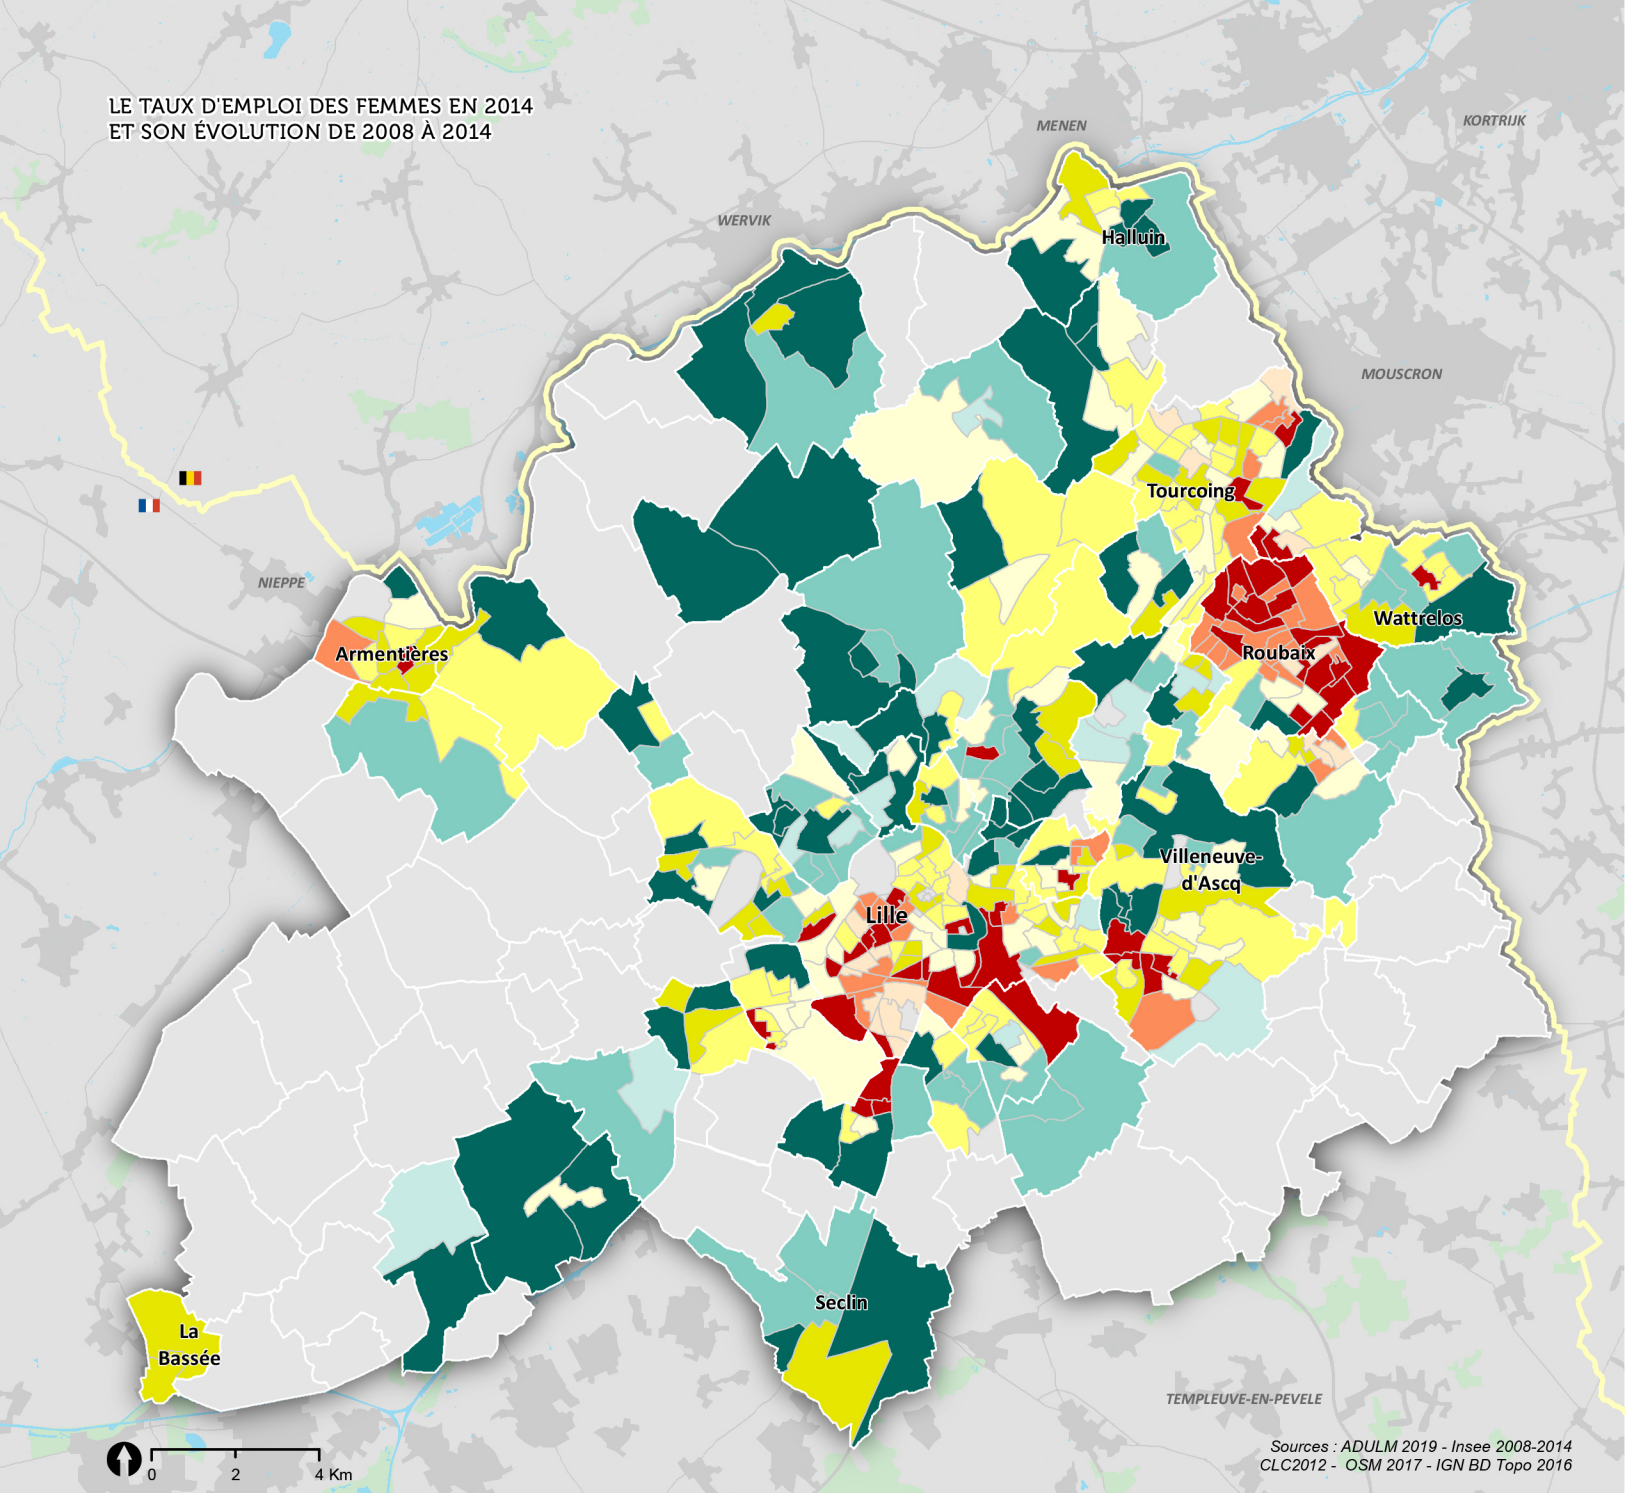 LE TAUX D'EMPLOI DES FEMMES EN 2014
ET SON ÉVOLUTION DE 2008 À 2014
MENEN
KORTRIJK
WERVIK
Halluin
MOUSCRON
Tourcoing
NIEPPE
Wattrelos
Armentières
Roubaix
Villeneuve-
d'Ascq
Lille
Seclin
La
Bassée
TEMPLEUVE-EN-PEVELE
0 2 4 Km
Sources : ADULM 2019 - Insee 2008-2014
CLC2012 - OSM 2017 - IGN BD Topo 2016